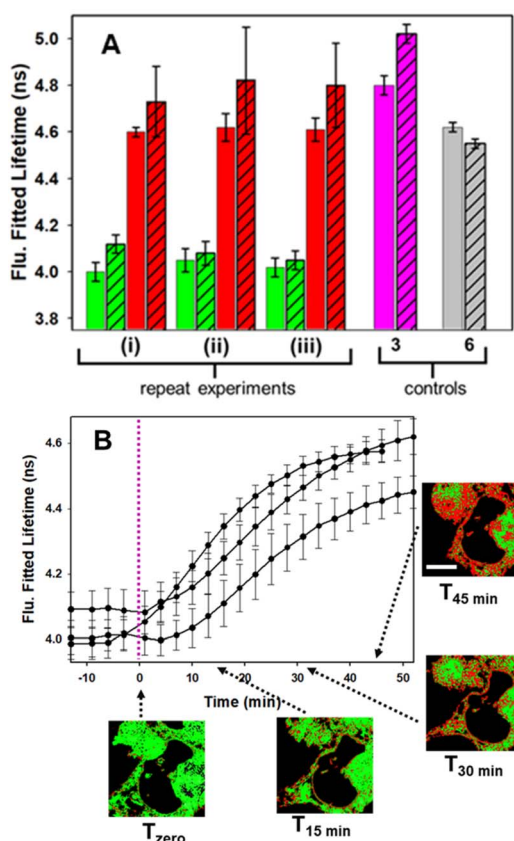 A
Flu. Fitted Lifetime (ns)
5.0
4.8
4.6
4.4
4.2
4.0
3.8
(i) (ii) (iii) 3 6
repeat experiments controls
B
Flu. Fitted Lifetime (ns)
4.6
4.4
4.2
4.0
-10 0 10 20 30 40 50
Time (min)
T45 min
T30 min
Tzero
T15 min